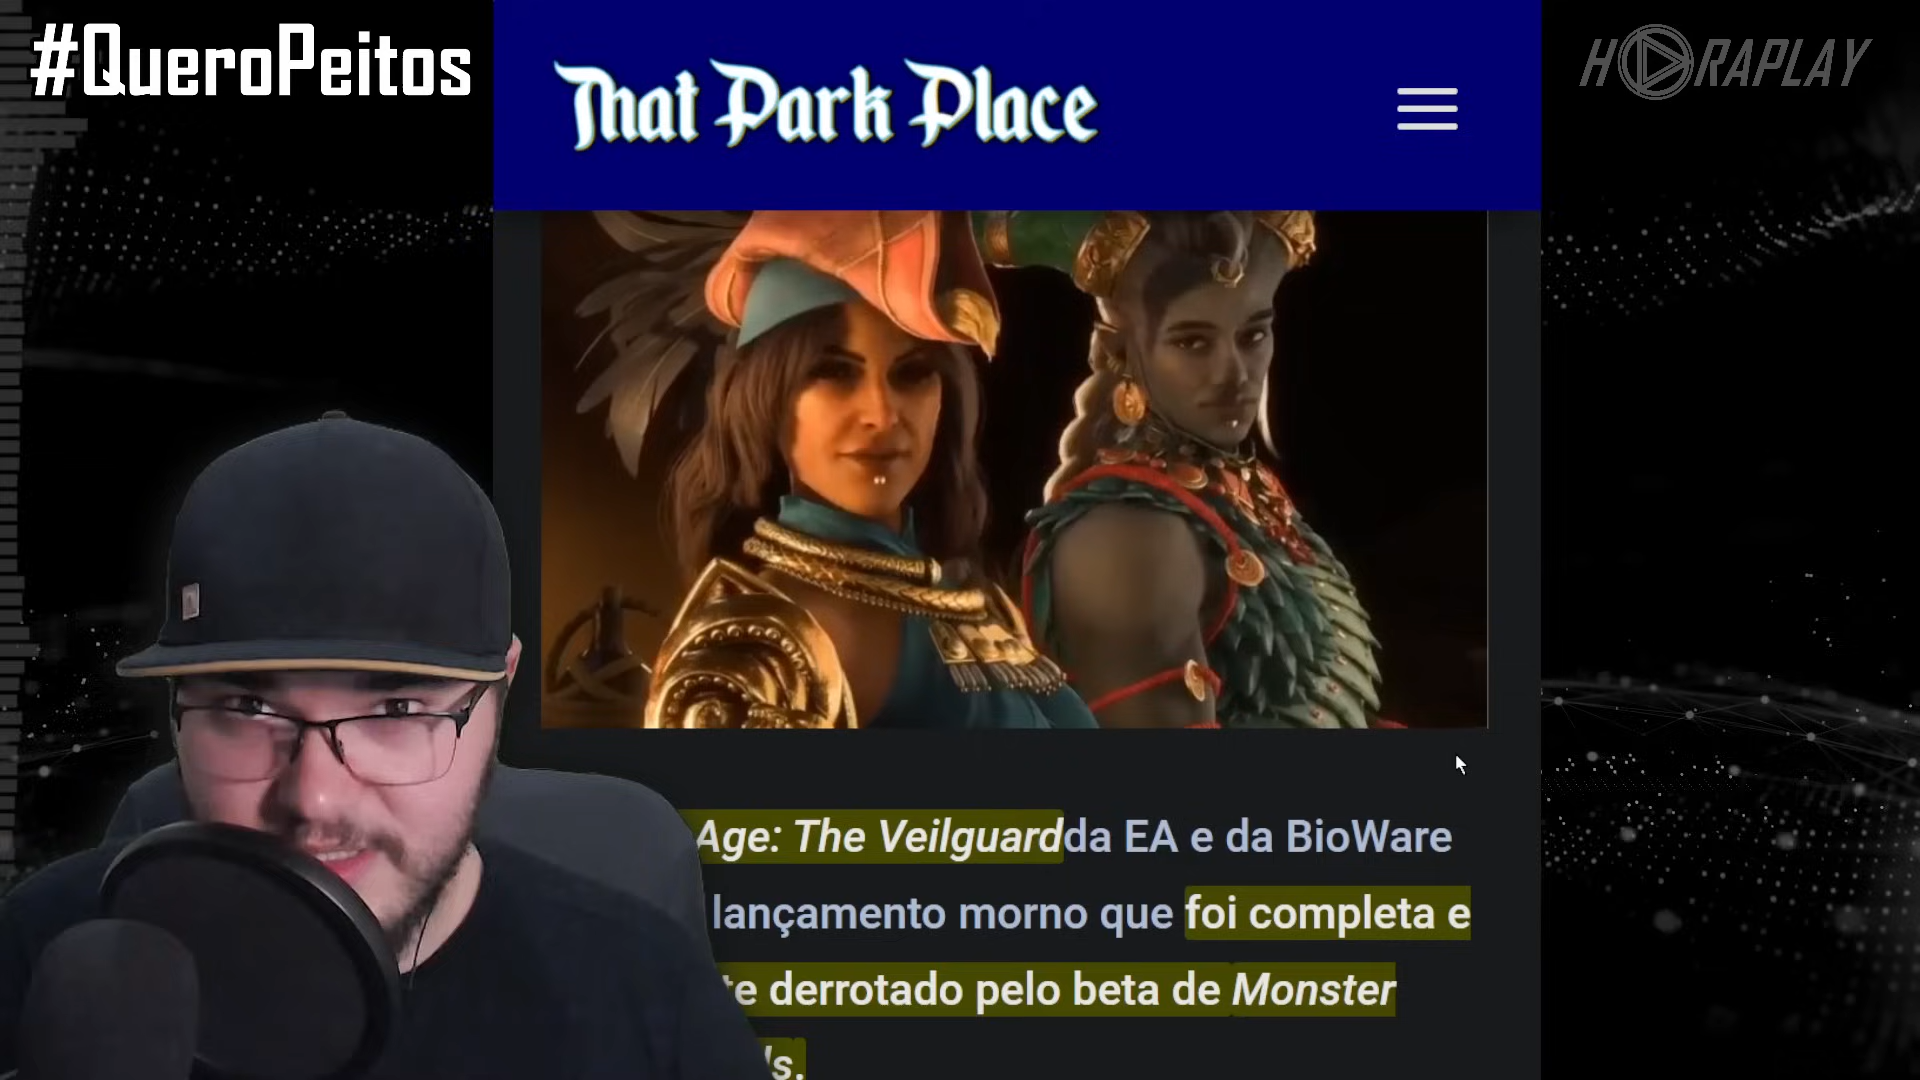 #QueroPeitos
That Park Place
HORAPLAY
Age: The Veilguardda EA e da BioWare
lançamento morno que foi completa e
te derrotado pelo beta de Monster
ls.